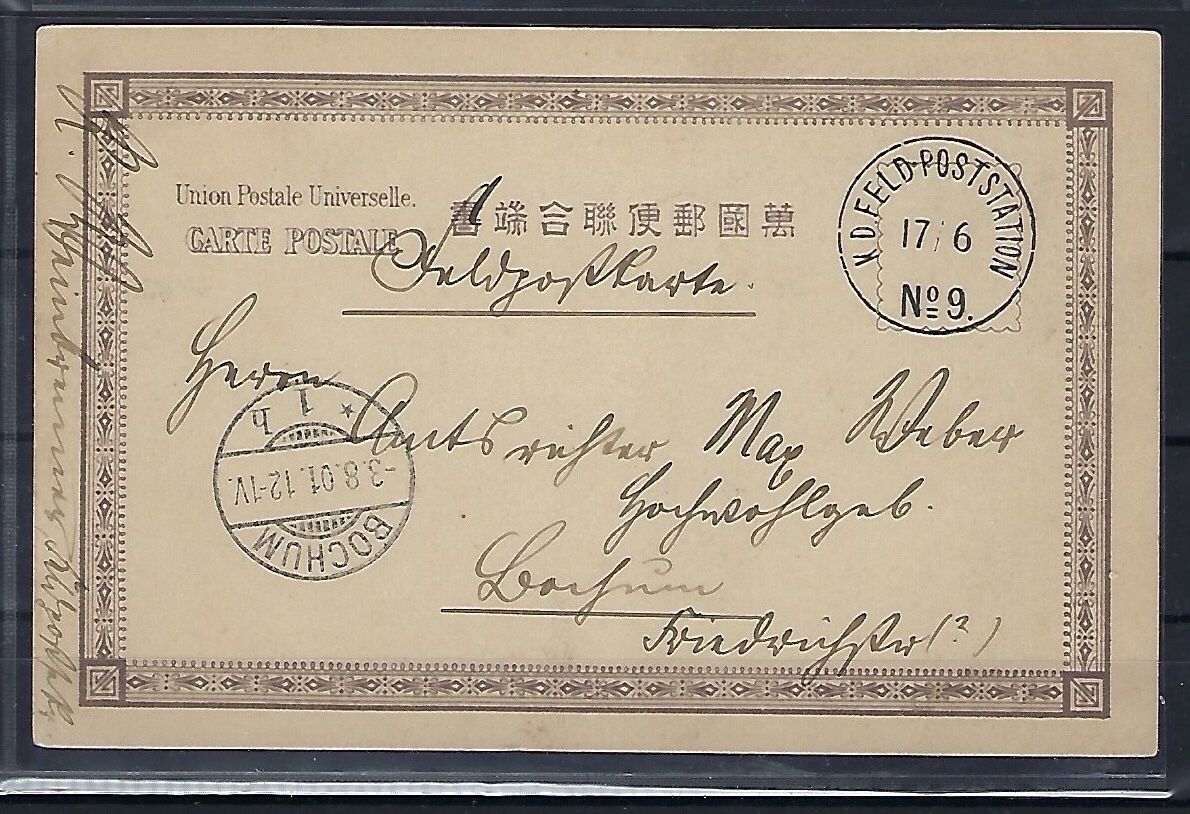 Union Postale Universelle.
CARTE POSTALE
書端合聯便郵國萬
Feldpostkarte.
K.D. FELD-POSTSTATION
17/6
No 9.
Herrn
Amtsrichter Max Weber
Hochwohlgeb.
Bochum
Friedrichstr (?)
1 h
-3.8.01.12-1V.
BOCHUM